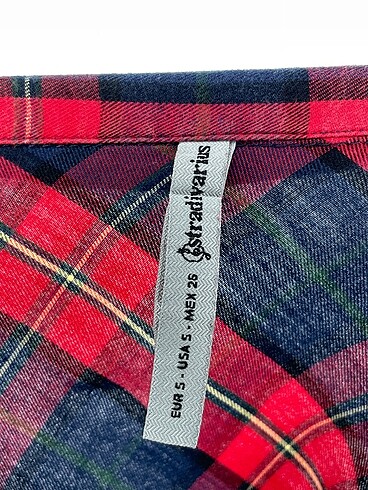 stradivarius
EUR S - USA S - MEX 26